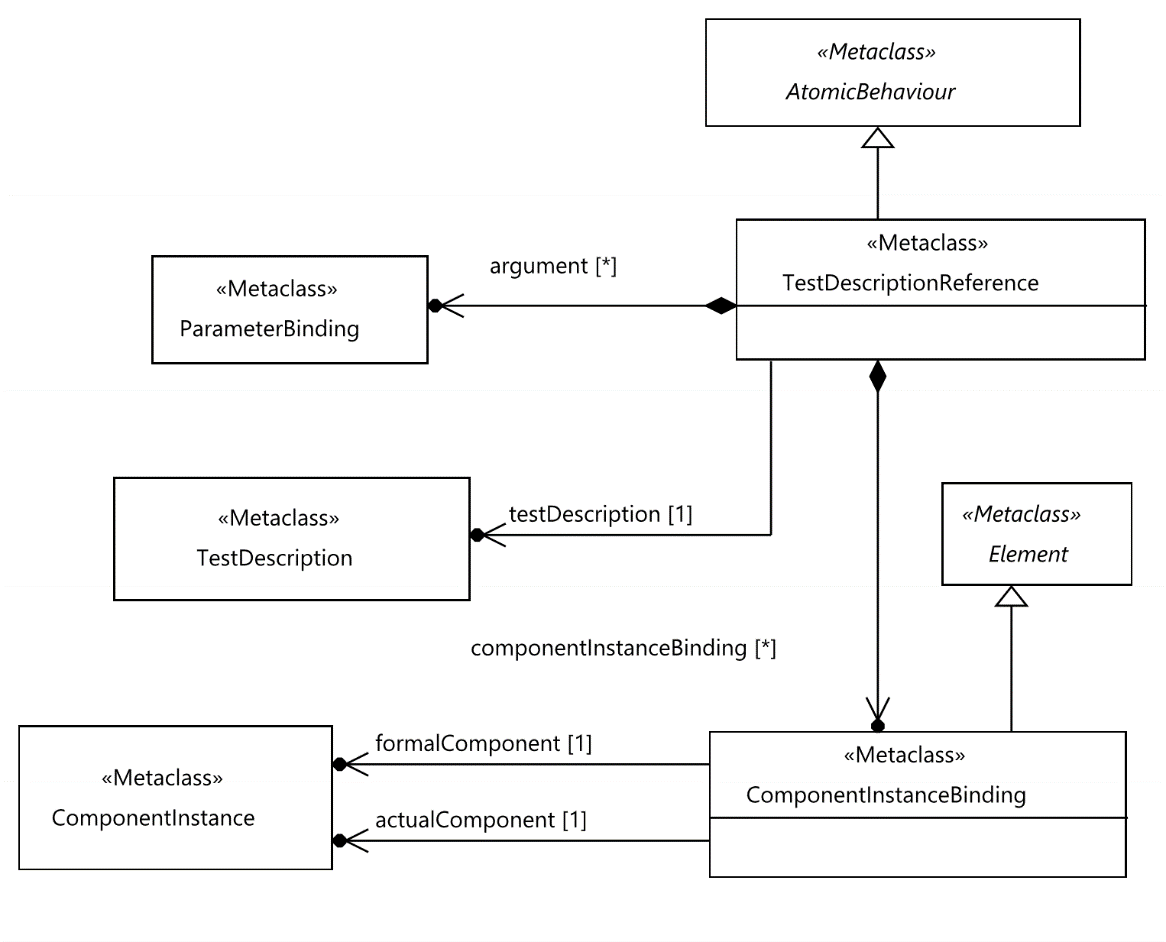 «Metaclass»
AtomicBehaviour
«Metaclass»
TestDescriptionReference
argument [*]
«Metaclass»
ParameterBinding
«Metaclass»
TestDescription
testDescription [1]
«Metaclass»
Element
componentInstanceBinding [*]
«Metaclass»
ComponentInstance
formalComponent [1]
actualComponent [1]
«Metaclass»
ComponentInstanceBinding